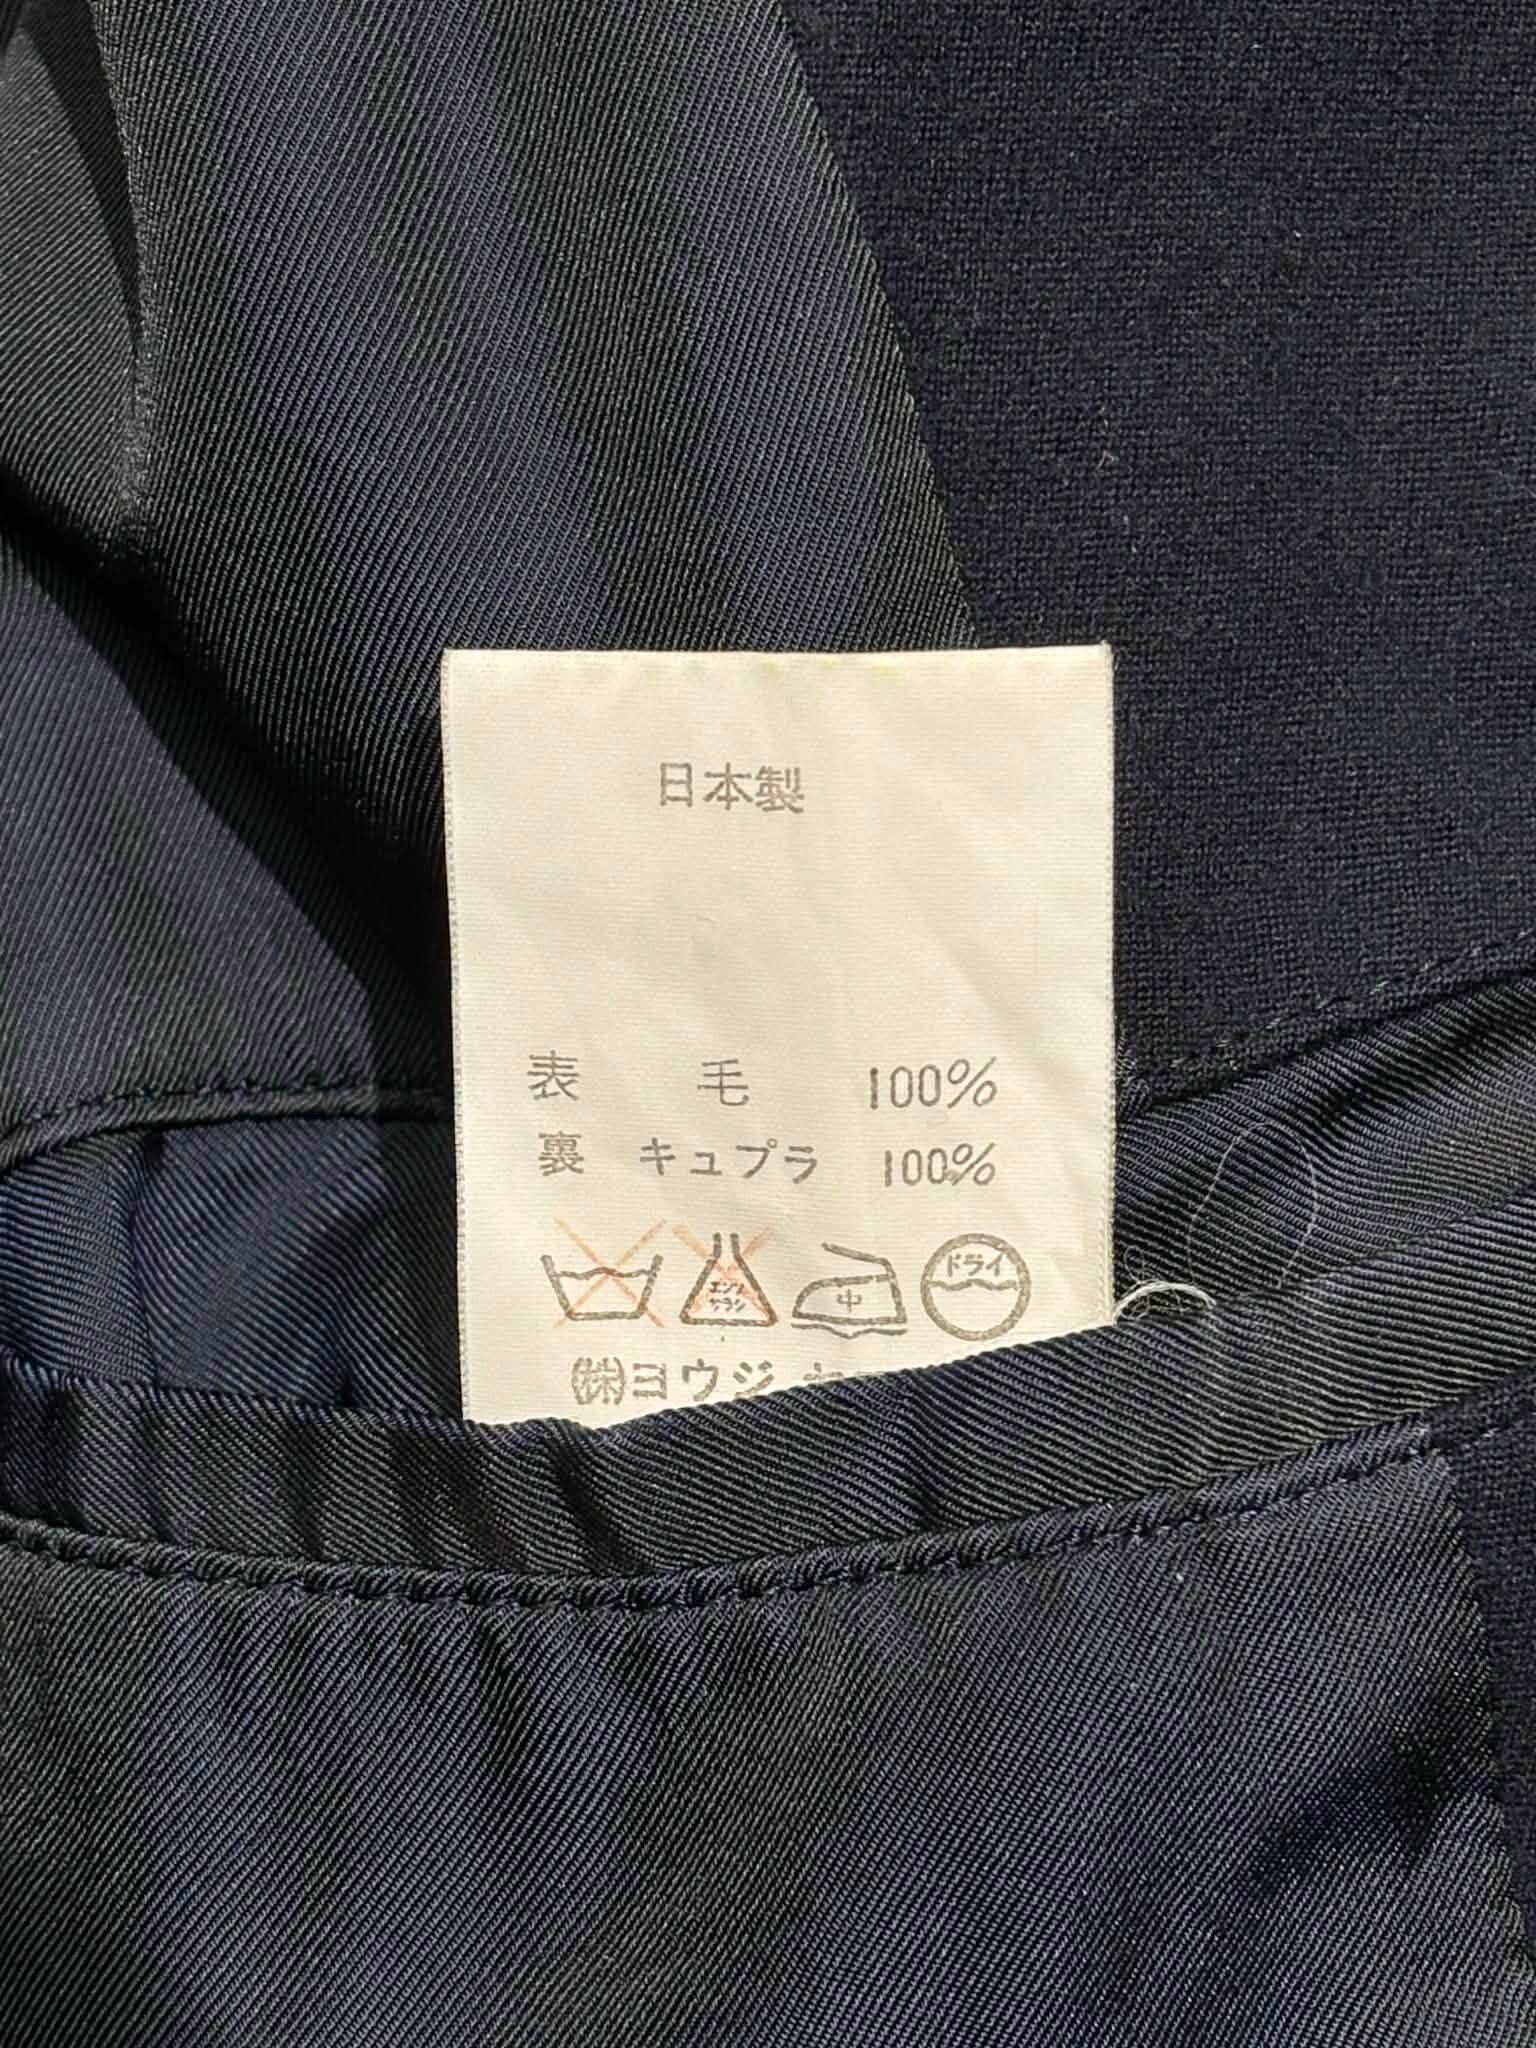 日本製
表 毛 100%
裏 キュプラ 100%
エンソ サラシ 中 ドライ
㈱ヨウジ